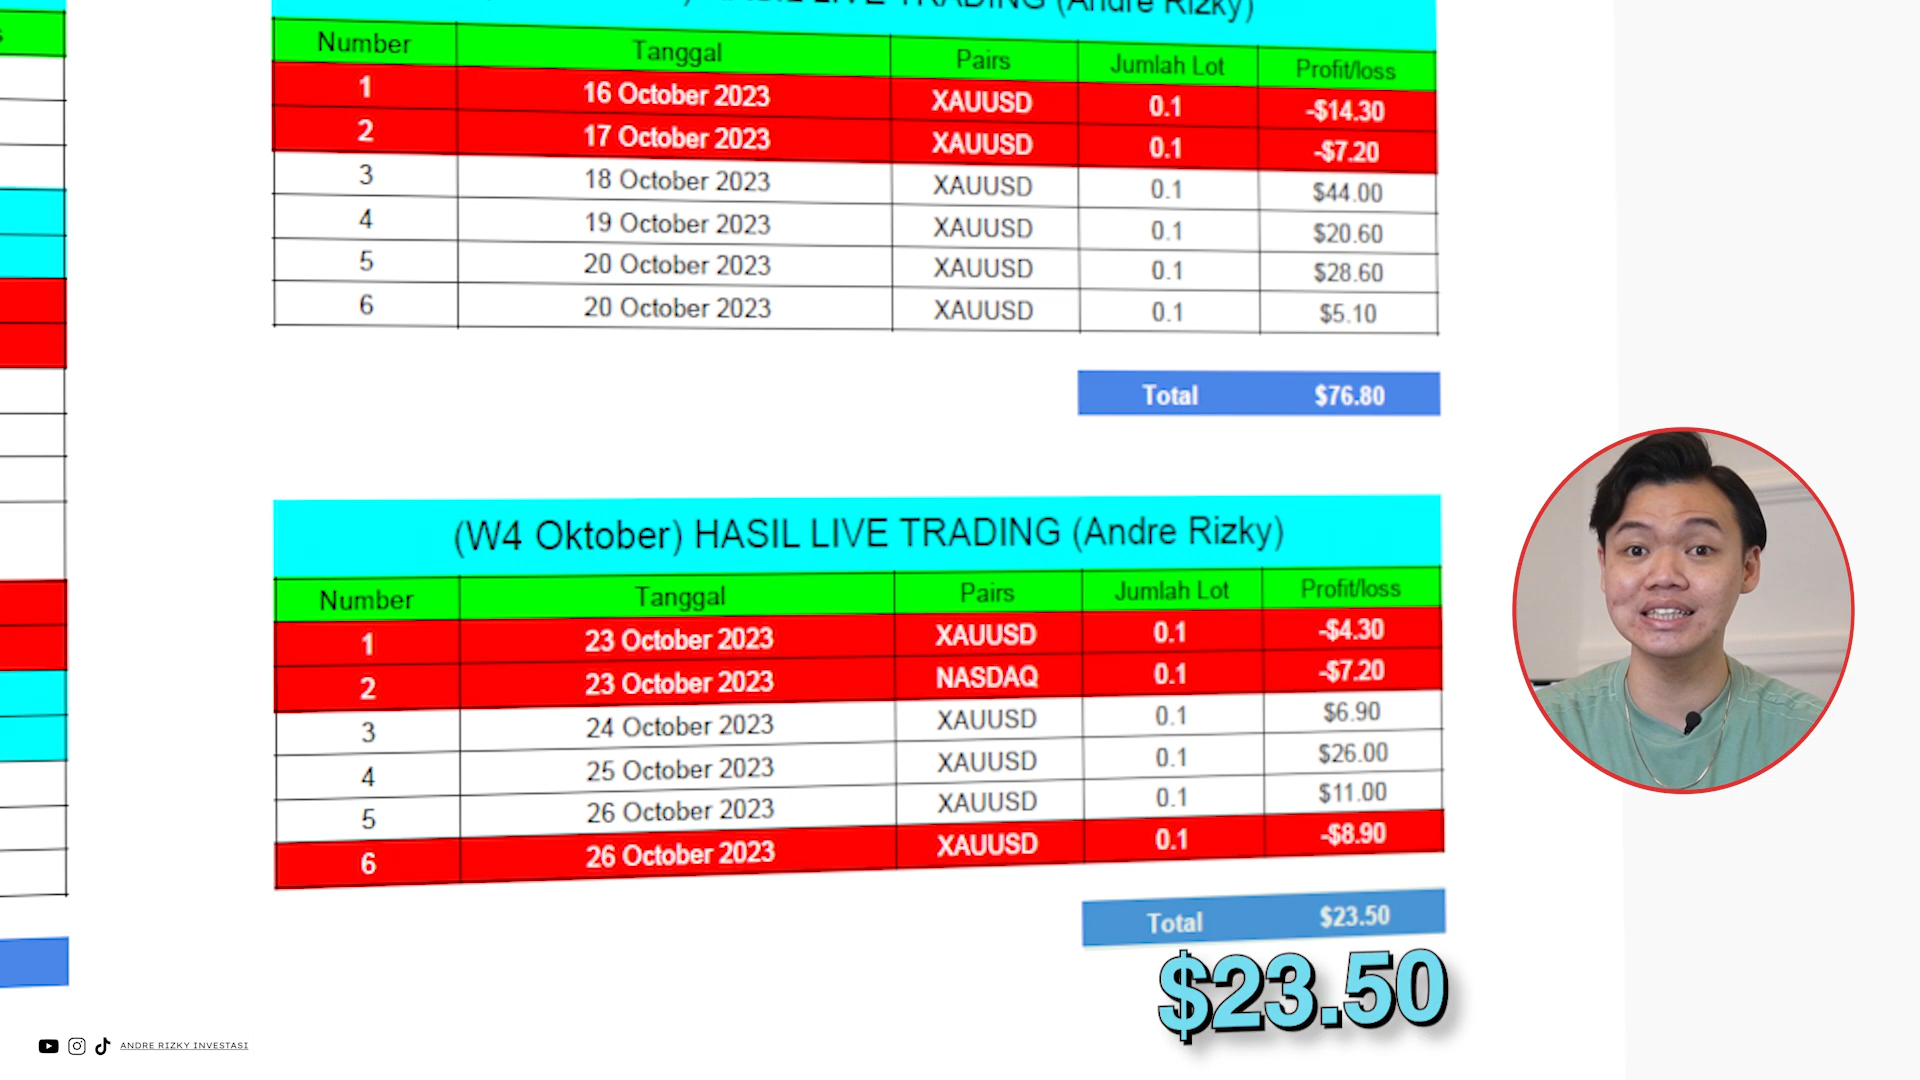 HASIL LIVE TRADING (Andre Rizky)
Number Tanggal Pairs Jumlah Lot Profit/loss
1 16 October 2023 XAUUSD 0.1 -$14.30
2 17 October 2023 XAUUSD 0.1 -$7.20
3 18 October 2023 XAUUSD 0.1 $44.00
4 19 October 2023 XAUUSD 0.1 $20.60
5 20 October 2023 XAUUSD 0.1 $28.60
6 20 October 2023 XAUUSD 0.1 $5.10
Total $76.80
(W4 Oktober) HASIL LIVE TRADING (Andre Rizky)
Number Tanggal Pairs Jumlah Lot Profit/loss
1 23 October 2023 XAUUSD 0.1 -$4.30
2 23 October 2023 NASDAQ 0.1 -$7.20
3 24 October 2023 XAUUSD 0.1 $6.90
4 25 October 2023 XAUUSD 0.1 $26.00
5 26 October 2023 XAUUSD 0.1 $11.00
6 26 October 2023 XAUUSD 0.1 -$8.90
Total $23.50
$23.50
ANDRE RIZKY INVESTASI